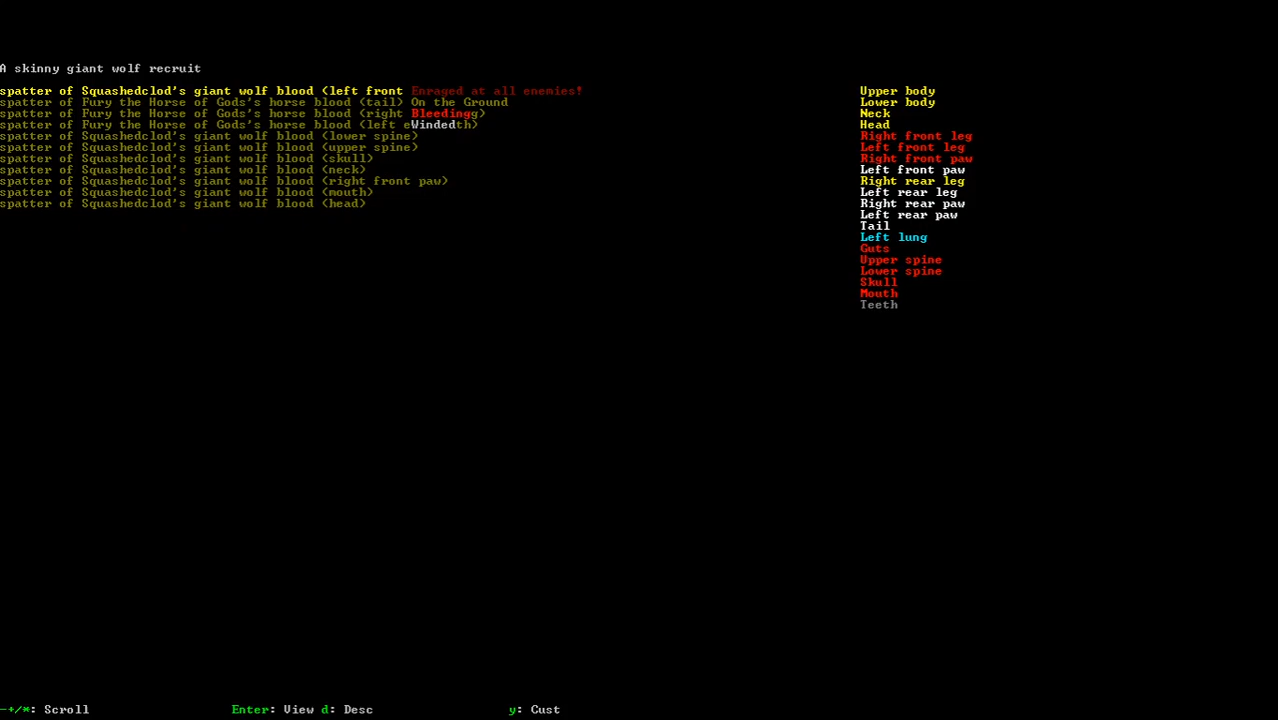 A skinny giant wolf recruit
spatter of Squashedclod's giant wolf blood (left front Enraged at all enemies!
spatter of Fury the Horse of Gods's horse blood (tail) On the Ground
spatter of Fury the Horse of Gods's horse blood (right Bleedingg)
spatter of Fury the Horse of Gods's horse blood (left eWindedth)
spatter of Squashedclod's giant wolf blood (lower spine)
spatter of Squashedclod's giant wolf blood (upper spine)
spatter of Squashedclod's giant wolf blood (skull)
spatter of Squashedclod's giant wolf blood (neck)
spatter of Squashedclod's giant wolf blood (right front paw)
spatter of Squashedclod's giant wolf blood (mouth)
spatter of Squashedclod's giant wolf blood (head)
Upper body
Lower body
Neck
Head
Right front leg
Left front leg
Right front paw
Left front paw
Right rear leg
Left rear leg
Right rear paw
Left rear paw
Tail
Left lung
Guts
Upper spine
Lower spine
Skull
Mouth
Teeth
-+/*: Scroll Enter: View d: Desc y: Cust